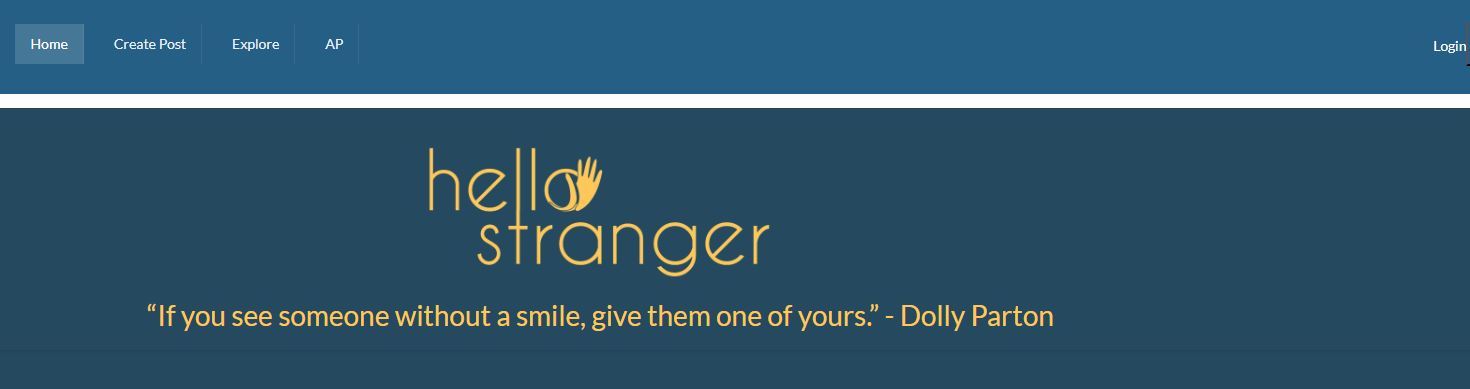 Home
Create Post
Explore
AP
Login
hello
stranger
“If you see someone without a smile, give them one of yours.” - Dolly Parton